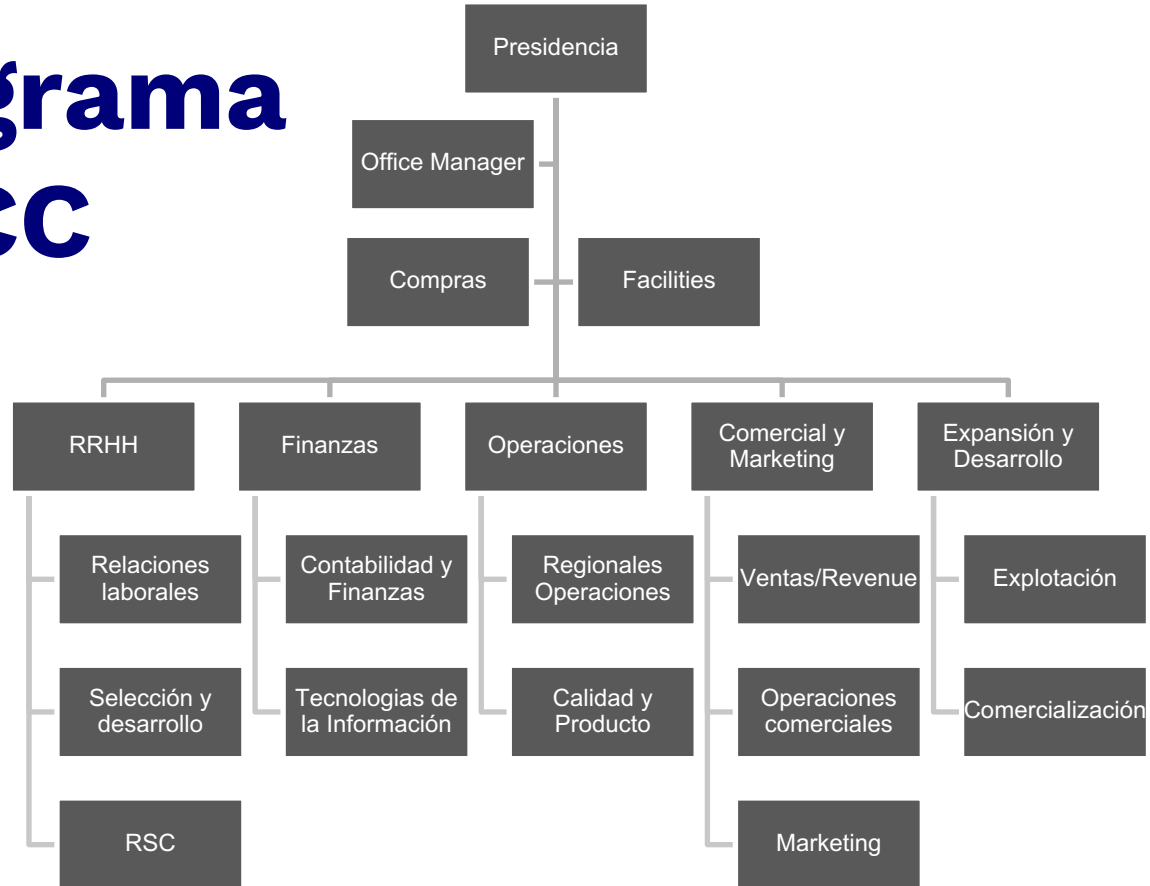 grama
CC
Presidencia
Office Manager
Compras
Facilities
RRHH
Finanzas
Operaciones
Comercial y
Marketing
Expansión y
Desarrollo
Relaciones
laborales
Contabilidad y
Finanzas
Regionales
Operaciones
Ventas/Revenue
Explotación
Selección y
desarrollo
Tecnologias de
la Información
Calidad y
Producto
Operaciones
comerciales
Comercialización
RSC
Marketing